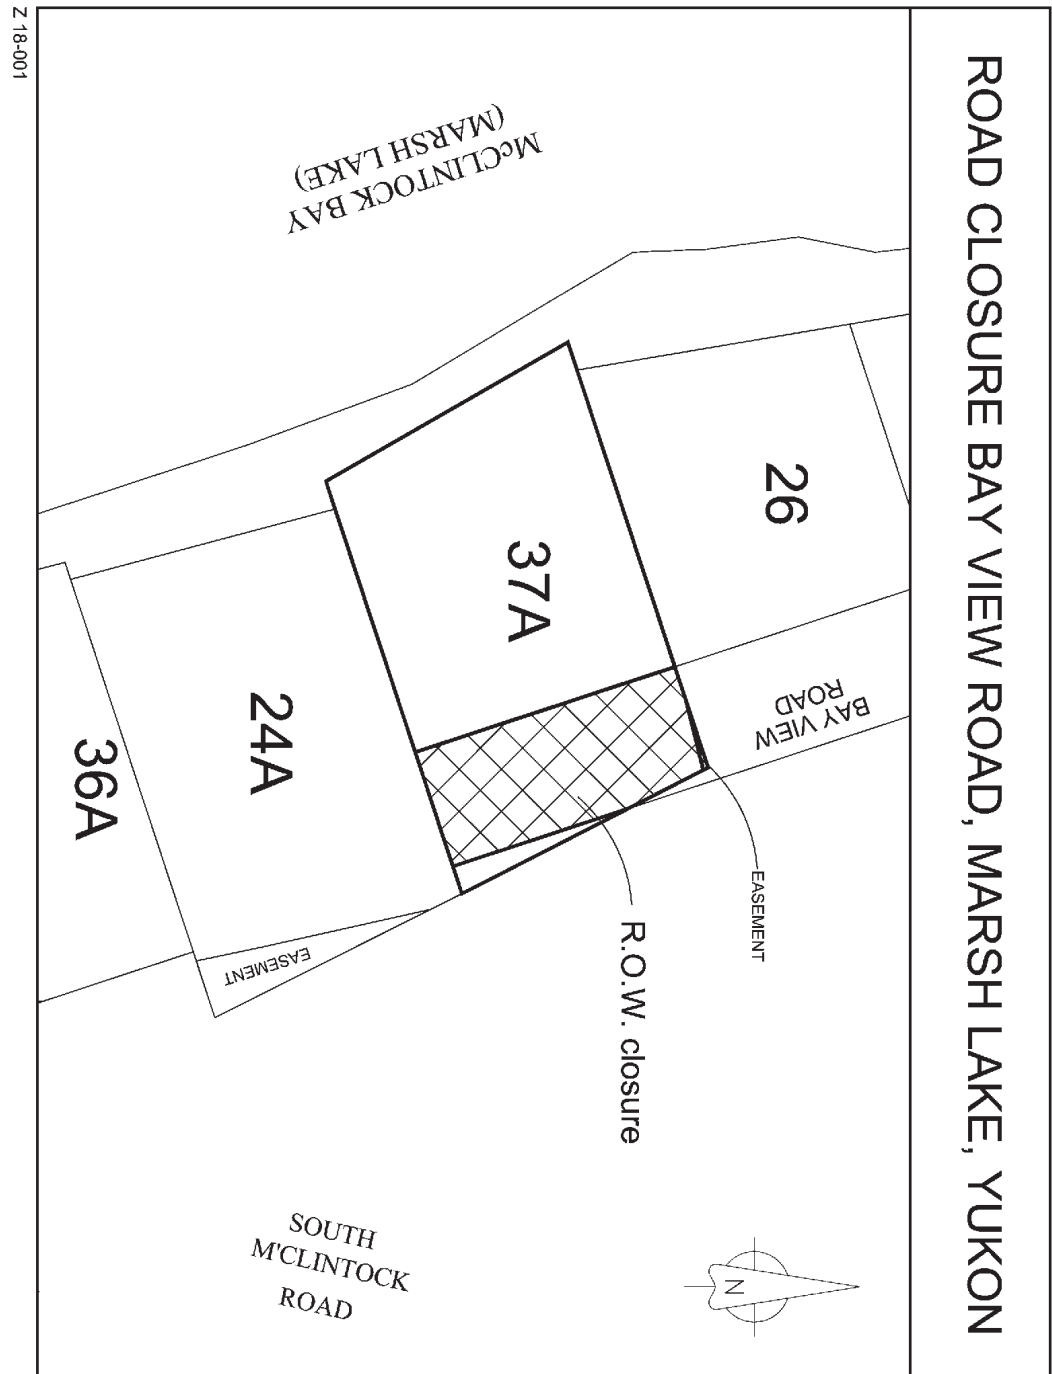 ROAD CLOSURE BAY VIEW ROAD, MARSH LAKE, YUKON
McCLINTOCK BAY
(MARSH LAKE)
26
37A
24A
36A
BAY VIEW
ROAD
EASEMENT
R.O.W. closure
EASEMENT
SOUTH
M'CLINTOCK
ROAD
N
Z 18-001